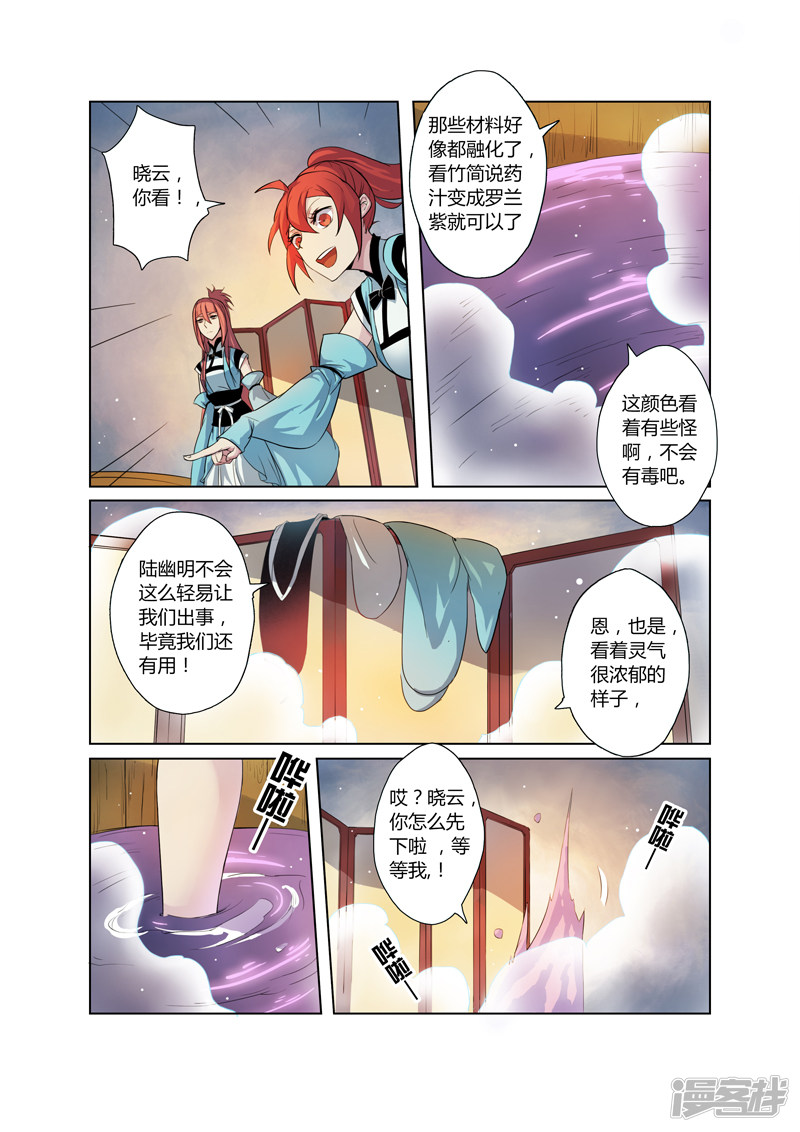 晓云，
你看！，
那些材料好
像都融化了，
看竹简说药
汁变成罗兰
紫就可以了
这颜色看
着有些怪
啊，不会
有毒吧。
陆幽明不会
这么轻易让
我们出事，
毕竟我们还
有用！
恩，也是，
看着灵气
很浓郁的
样子，
哗啦—
哎？晓云，
你怎么先
下啦，等
等我，！
哗啦—
哗啦—
漫客栈